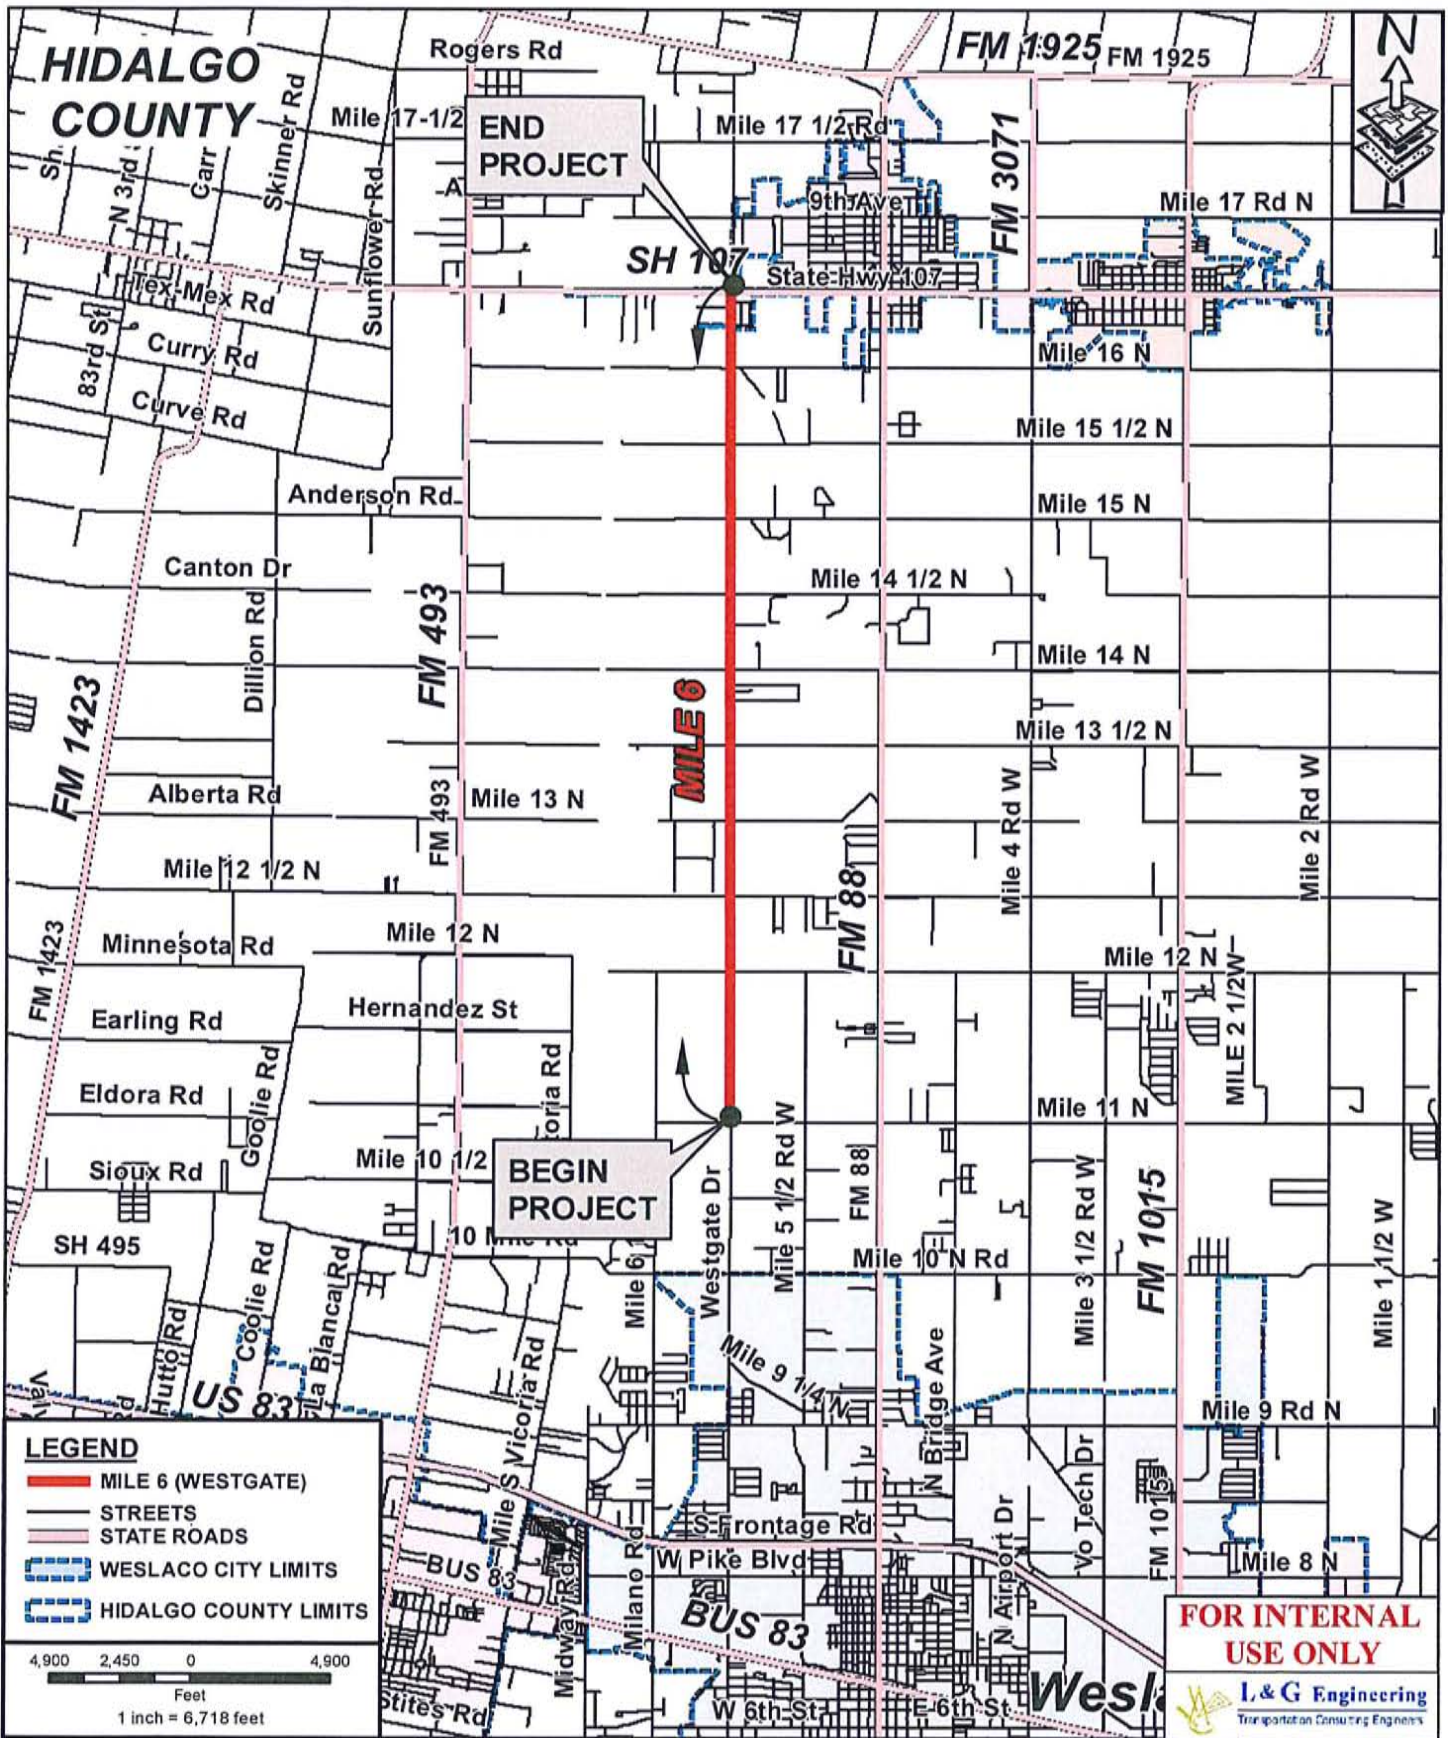 HIDALGO
COUNTY
Rogers Rd
FM 1925
FM 1925
N
Skinner Rd
Mile 17-1/2
END
PROJECT
Mile 17 1/2 Rd
Carr
N 3rd
Sh
Sunflower Rd
A
9th Ave
FM 3071
Mile 17 Rd N
SH 107
State Hwy 107
Tex-Mex Rd
83rd St
Curry Rd
Mile 16 N
Curve Rd
Mile 15 1/2 N
Anderson Rd
Mile 15 N
Canton Dr
Mile 14 1/2 N
Dillion Rd
FM 493
Mile 14 N
FM 1423
MILE 6
Mile 13 1/2 N
Alberta Rd
FM 493
Mile 13 N
Mile 4 Rd W
Mile 2 Rd W
Mile 12 1/2 N
FM 88
Minnesota Rd
Mile 12 N
Mile 12 N
FM 1423
Earling Rd
Hernandez St
MILE 2 1/2W
Eldora Rd
Goolie Rd
toria Rd
Mile 11 N
Sioux Rd
Mile 10 1/2
BEGIN
PROJECT
Westgate Dr
Mile 5 1/2 Rd W
FM 88
Mile 3 1/2 Rd W
FM 1015
Mile 1 1/2 W
SH 495
10 Mile Rd
Mile 10 N Rd
Coolie Rd
La Blanca Rd
Mile 6
Hutto Rd
Mile 9 1/4 N
N Bridge Ave
US 83
S Vicoria Rd
Mile 9 Rd N
LEGEND
MILE 6 (WESTGATE)
STREETS
STATE ROADS
WESLACO CITY LIMITS
HIDALGO COUNTY LIMITS
Mile
S Frontage Rd
Vo Tech Dr
FM 1015
N Airport Dr
BUS 83
W Pike Blvd
Mile 8 N
Midway Rd
Milano Rd
BUS 83
FOR INTERNAL
USE ONLY
4,900 2,450 0 4,900
Feet
1 inch = 6,718 feet
Stites Rd
W 6th St
E 6th St
Wesla
L & G Engineering
Transportation Consulting Engineers